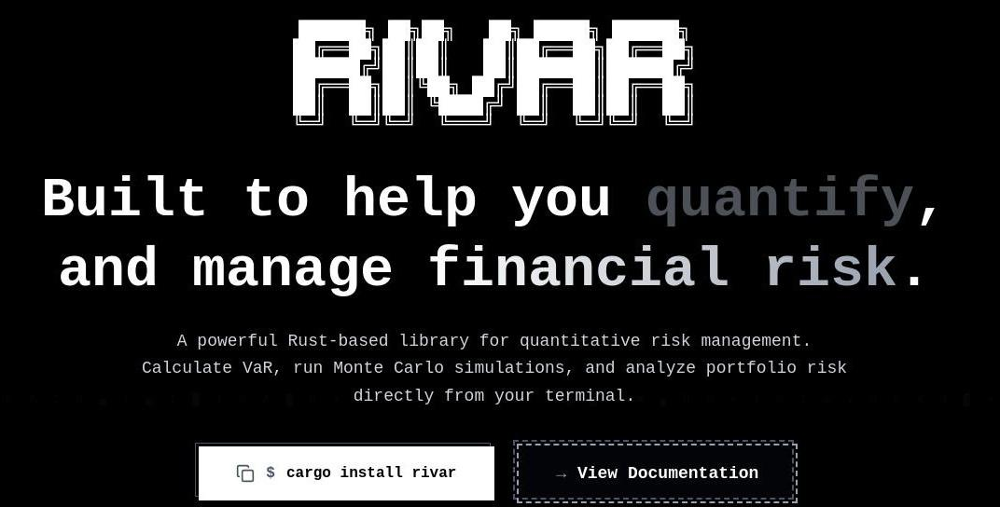 RIVAR
Built to help you quantify,
and manage financial risk.
A powerful Rust-based library for quantitative risk management.
Calculate VaR, run Monte Carlo simulations, and analyze portfolio risk
directly from your terminal.
$ cargo install rivar
→ View Documentation